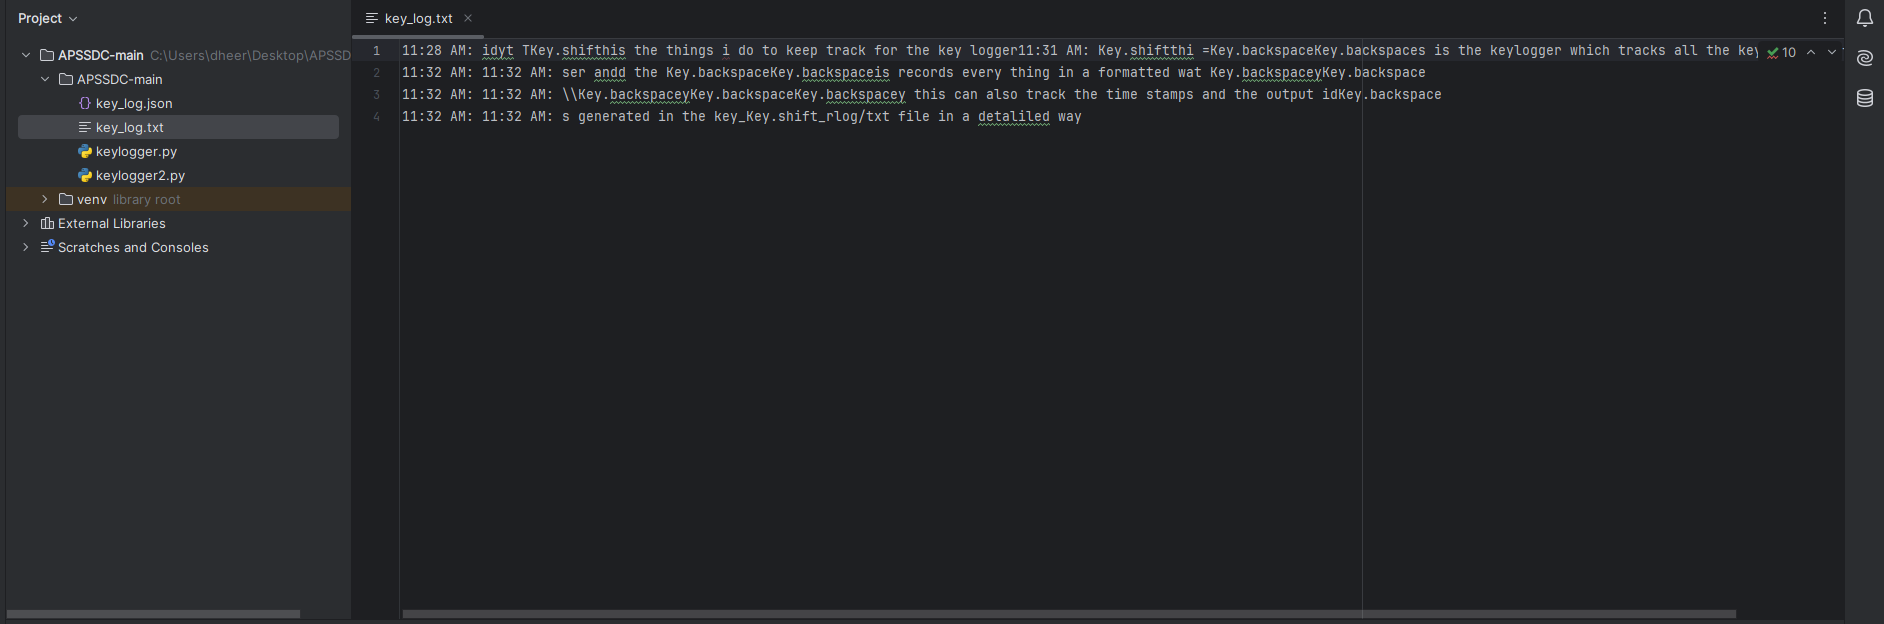 Project
APSSDC-main C:\Users\dheer\Desktop\APSSD
APSSDC-main
key_log.json
key_log.txt
keylogger.py
keylogger2.py
venv library root
External Libraries
Scratches and Consoles
key_log.txt
1 11:28 AM: idyt TKey.shifthis the things i do to keep track for the key logger11:31 AM: Key.shiftthi =Key.backspaceKey.backspaces is the keylogger which tracks all the key
10
2 11:32 AM: 11:32 AM: ser andd the Key.backspaceKey.backspaceis records every thing in a formatted wat Key.backspaceyKey.backspace
3 11:32 AM: 11:32 AM: \\Key.backspaceyKey.backspaceKey.backspacey this can also track the time stamps and the output idKey.backspace
4 11:32 AM: 11:32 AM: s generated in the key_Key.shift_rlog/txt file in a detaliled way